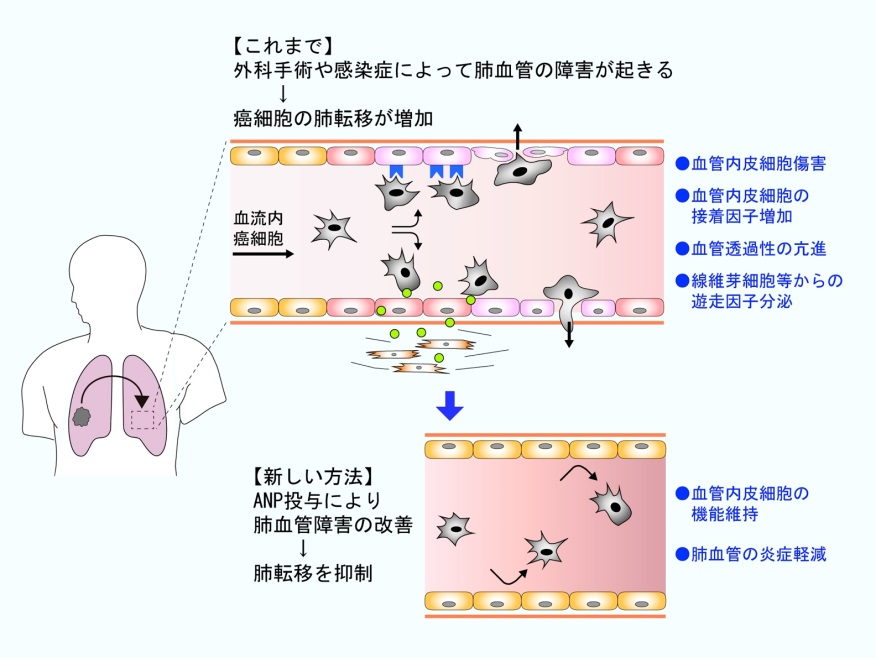 【これまで】
外科手術や感染症によって肺血管の障害が起きる
↓
癌細胞の肺転移が増加
血流内
癌細胞
●血管内皮細胞傷害
●血管内皮細胞の
接着因子増加
●血管透過性の亢進
●線維芽細胞等からの
遊走因子分泌
【新しい方法】
ANP投与により
肺血管障害の改善
↓
肺転移を抑制
●血管内皮細胞の
機能維持
●肺血管の炎症軽減